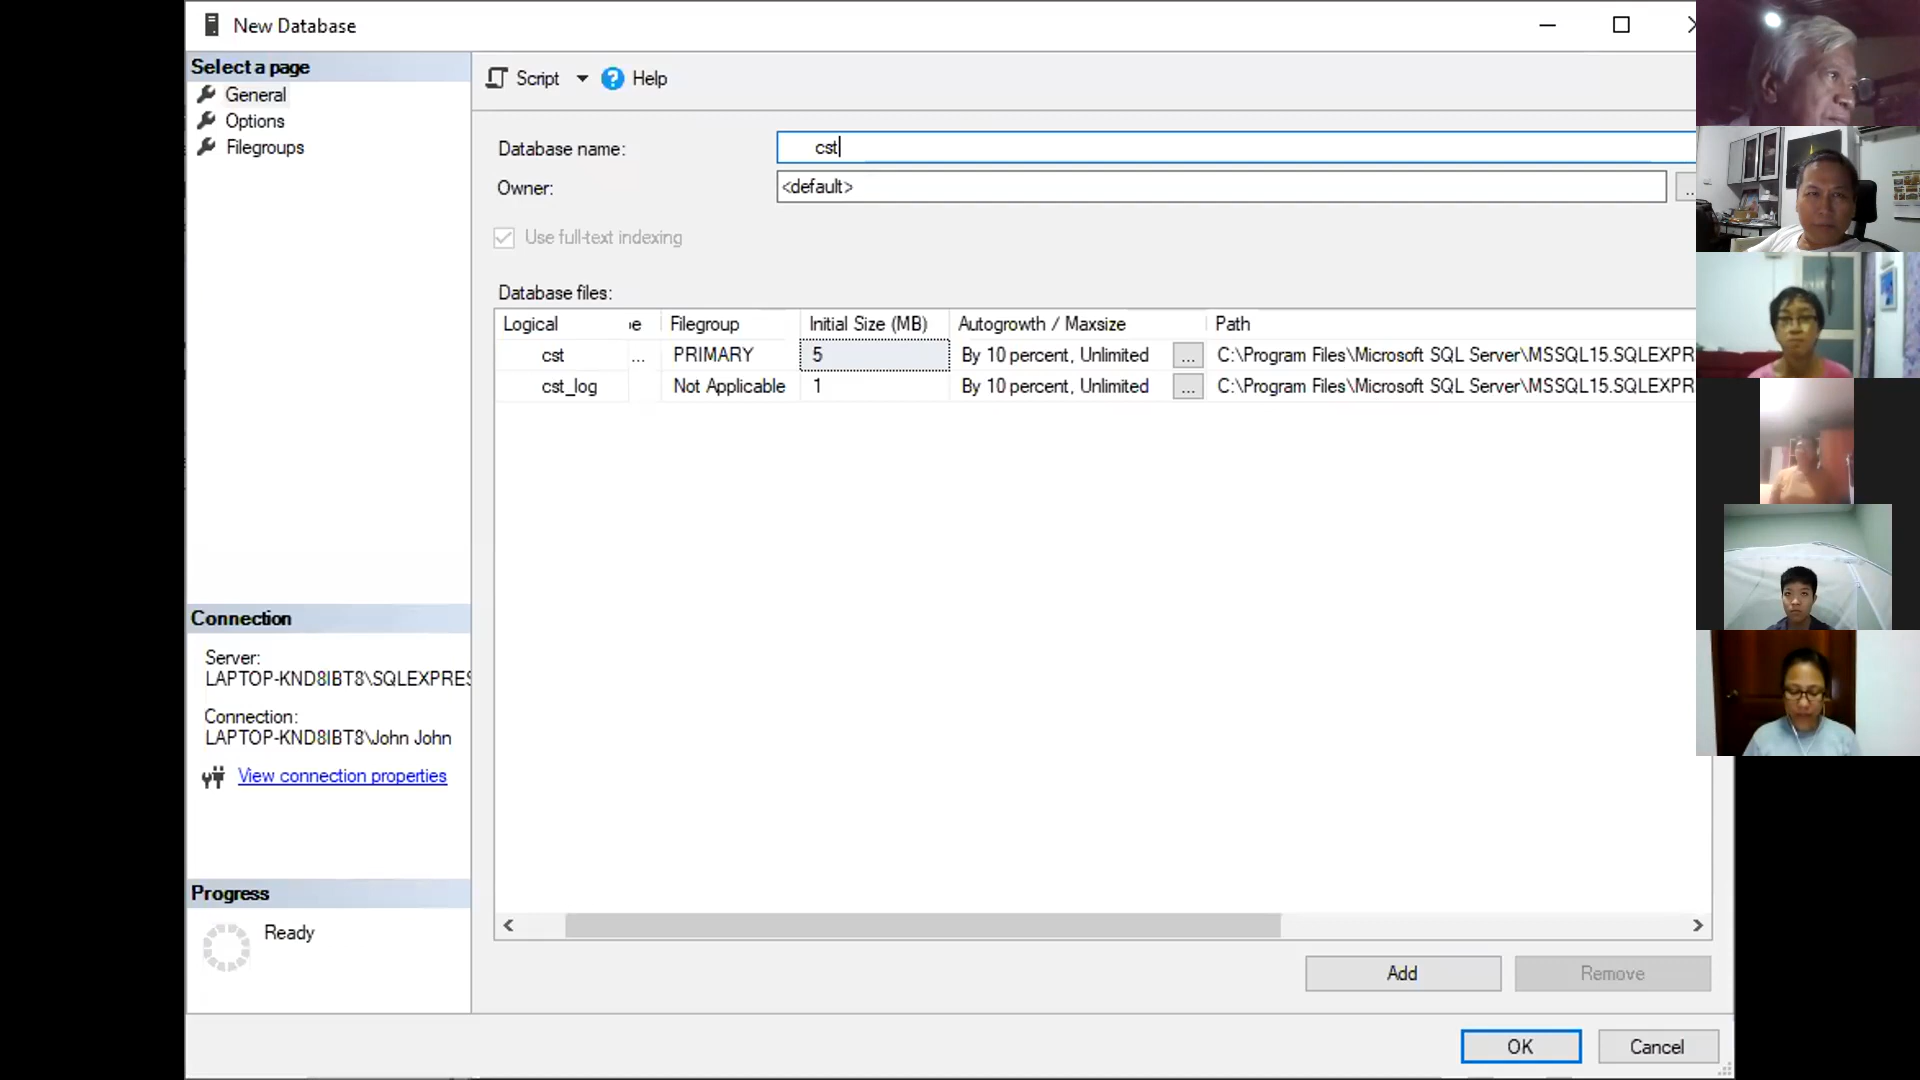 New Database
Select a page
General
Options
Filegroups
Script
Help
Database name:
cst
Owner:
<default>
...
Use full-text indexing
Database files:
Logical e Filegroup Initial Size (MB) Autogrowth / Maxsize Path
cst ... PRIMARY 5 By 10 percent, Unlimited ... C:\Program Files\Microsoft SQL Server\MSSQL15.SQLEXPR
cst_log Not Applicable 1 By 10 percent, Unlimited ... C:\Program Files\Microsoft SQL Server\MSSQL15.SQLEXPR
Connection
Server:
LAPTOP-KND8IBT8\SQLEXPRES
Connection:
LAPTOP-KND8IBT8\John John
View connection properties
Progress
Ready
Add
Remove
OK
Cancel